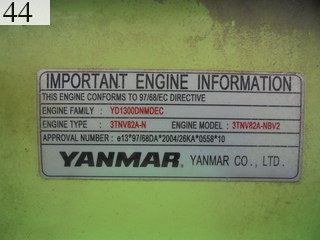 44
IMPORTANT ENGINE INFORMATION
THIS ENGINE CONFORMS TO 97/68/EC DIRECTIVE
ENGINE FAMILY : YD1300DNMDEC
ENGINE TYPE : 3TNV82A-N ENGINE MODEL : 3TNV82A-NBV2
APPROVAL NUMBER : e13*97/68DA*2004/26KA*0558*10
YANMAR YANMAR CO., LTD.